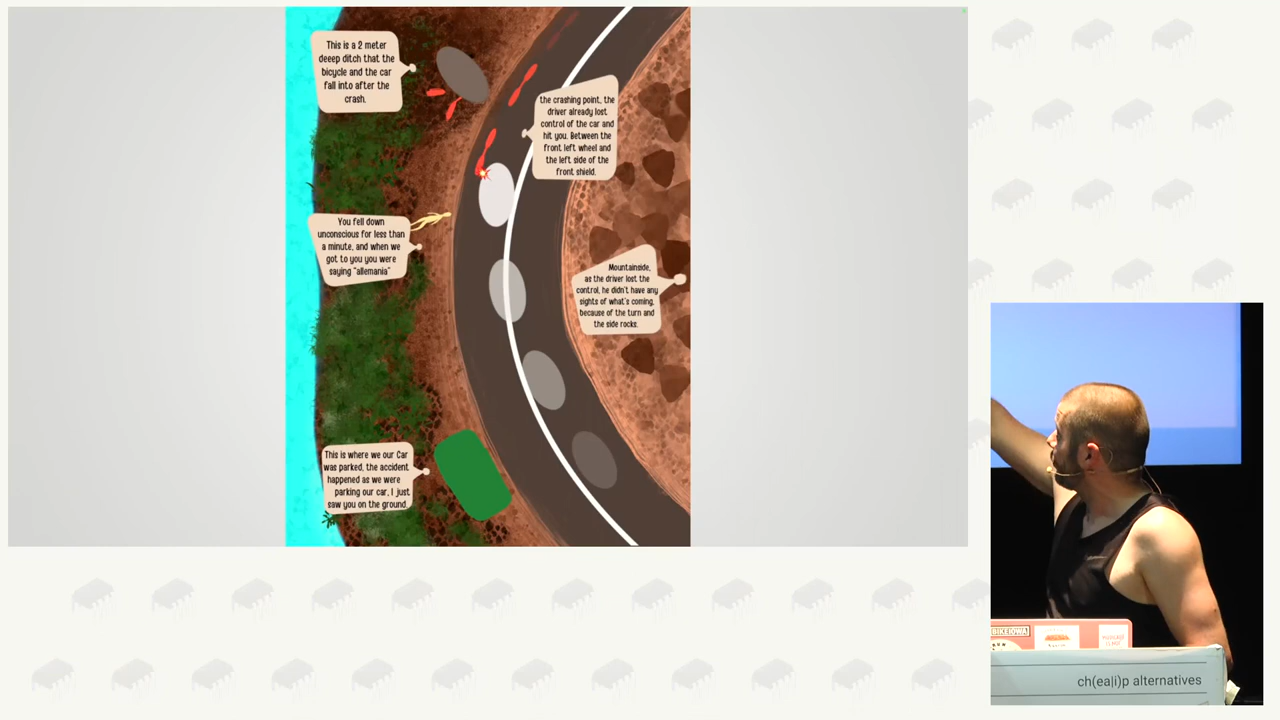 This is a 2 meter
deeep ditch that the
bicycle and the car
fall into after the
crash.
the crashing point, the
driver already lost
control of the car and
hit you. Between the
front left wheel and
the left side of the
front shield.
You fell down
unconscious for less than
a minute, and when we
got to you you were
saying "allemania"
Mountainside,
as the driver lost the
control, he didn't have any
sights of what's coming,
because of the turn and
the side rocks.
This is where we our Car
was parked, the accident
happened as we were
parking our car, I just
saw you on the ground.
BIKEIOWA
ch(ea|i)p alternatives